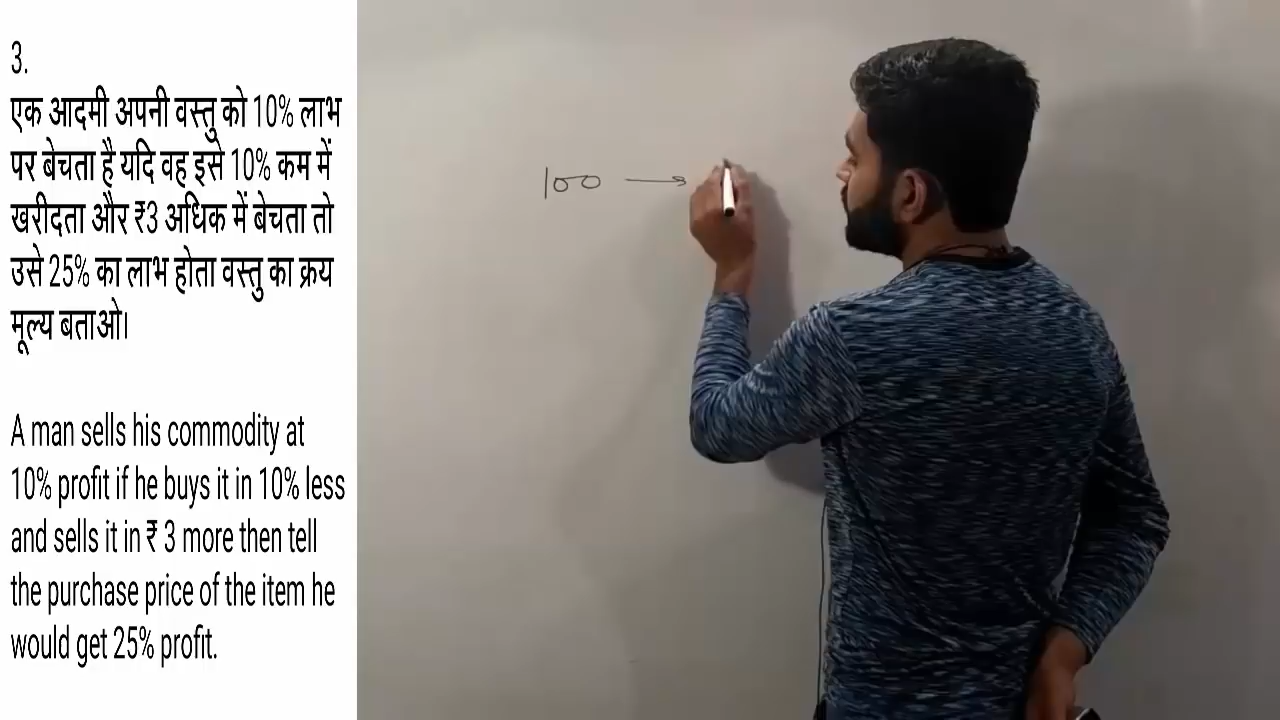 3.
एक आदमी अपनी वस्तु को 10% लाभ
पर बेचता है यदि वह इसे 10% कम में
खरीदता और ₹3 अधिक में बेचता तो
उसे 25% का लाभ होता वस्तु का क्रय
मूल्य बताओ।
A man sells his commodity at
10% profit if he buys it in 10% less
and sells it in ₹ 3 more then tell
the purchase price of the item he
would get 25% profit.
100 →